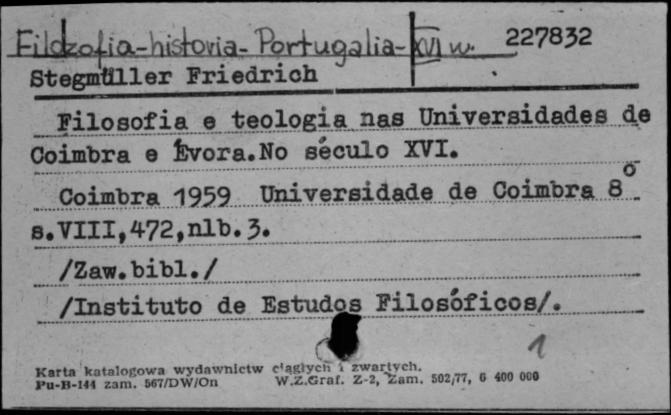 Filozofia-historia-Portugalia-XVI w. 227832
Stegmüller Friedrich
Filosofia e teologia nas Universidades de
Coimbra e Évora.No século XVI.
Coimbra 1959 Universidade de Coimbra 8°
s.VIII,472,nlb.3.
/Zaw.bibl./
/Instituto de Estudos Filosóficos/.
1
Karta katalogowa wydawnictw ciągłych i zwartych.
Pu-B-144 zam. 567/DW/On W.Z.Graf. Z-2, Zam. 502/77, 6 400 000